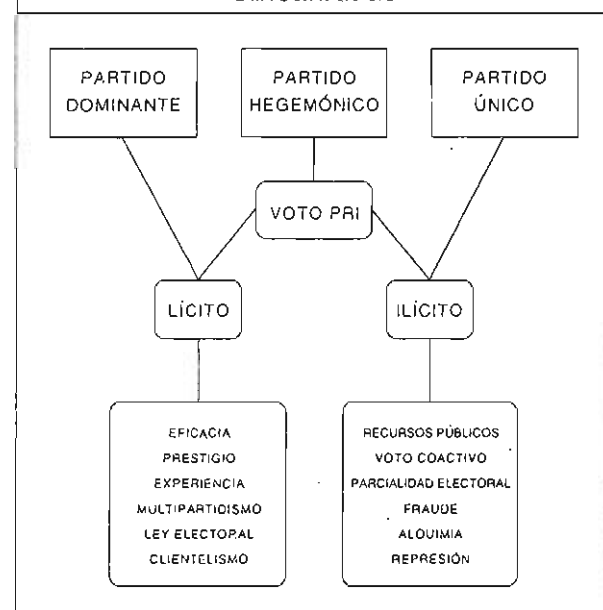 PARTIDO
DOMINANTE
PARTIDO
HEGEMÓNICO
PARTIDO
ÚNICO
VOTO PRI
LÍCITO
ILÍCITO
EFICACIA
PRESTIGIO
EXPERIENCIA
MULTIPARTIDISMO
LEY ELECTORAL
CLIENTELISMO
RECURSOS PÚBLICOS
VOTO COACTIVO
PARCIALIDAD ELECTORAL
FRAUDE
ALQUIMIA
REPRESIÓN